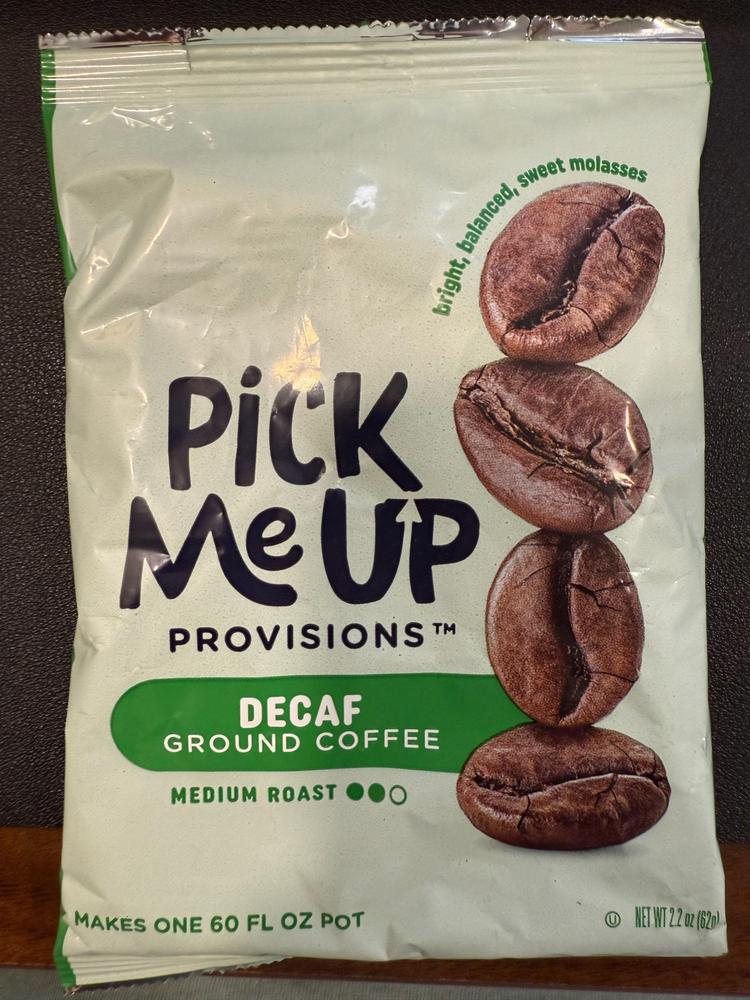 bright, balanced, sweet molasses
PiCK
Me UP
PROVISIONS™
DECAF
GROUND COFFEE
MEDIUM ROAST
MAKES ONE 60 FL OZ POT
U NET WT 2.2 oz (62g)